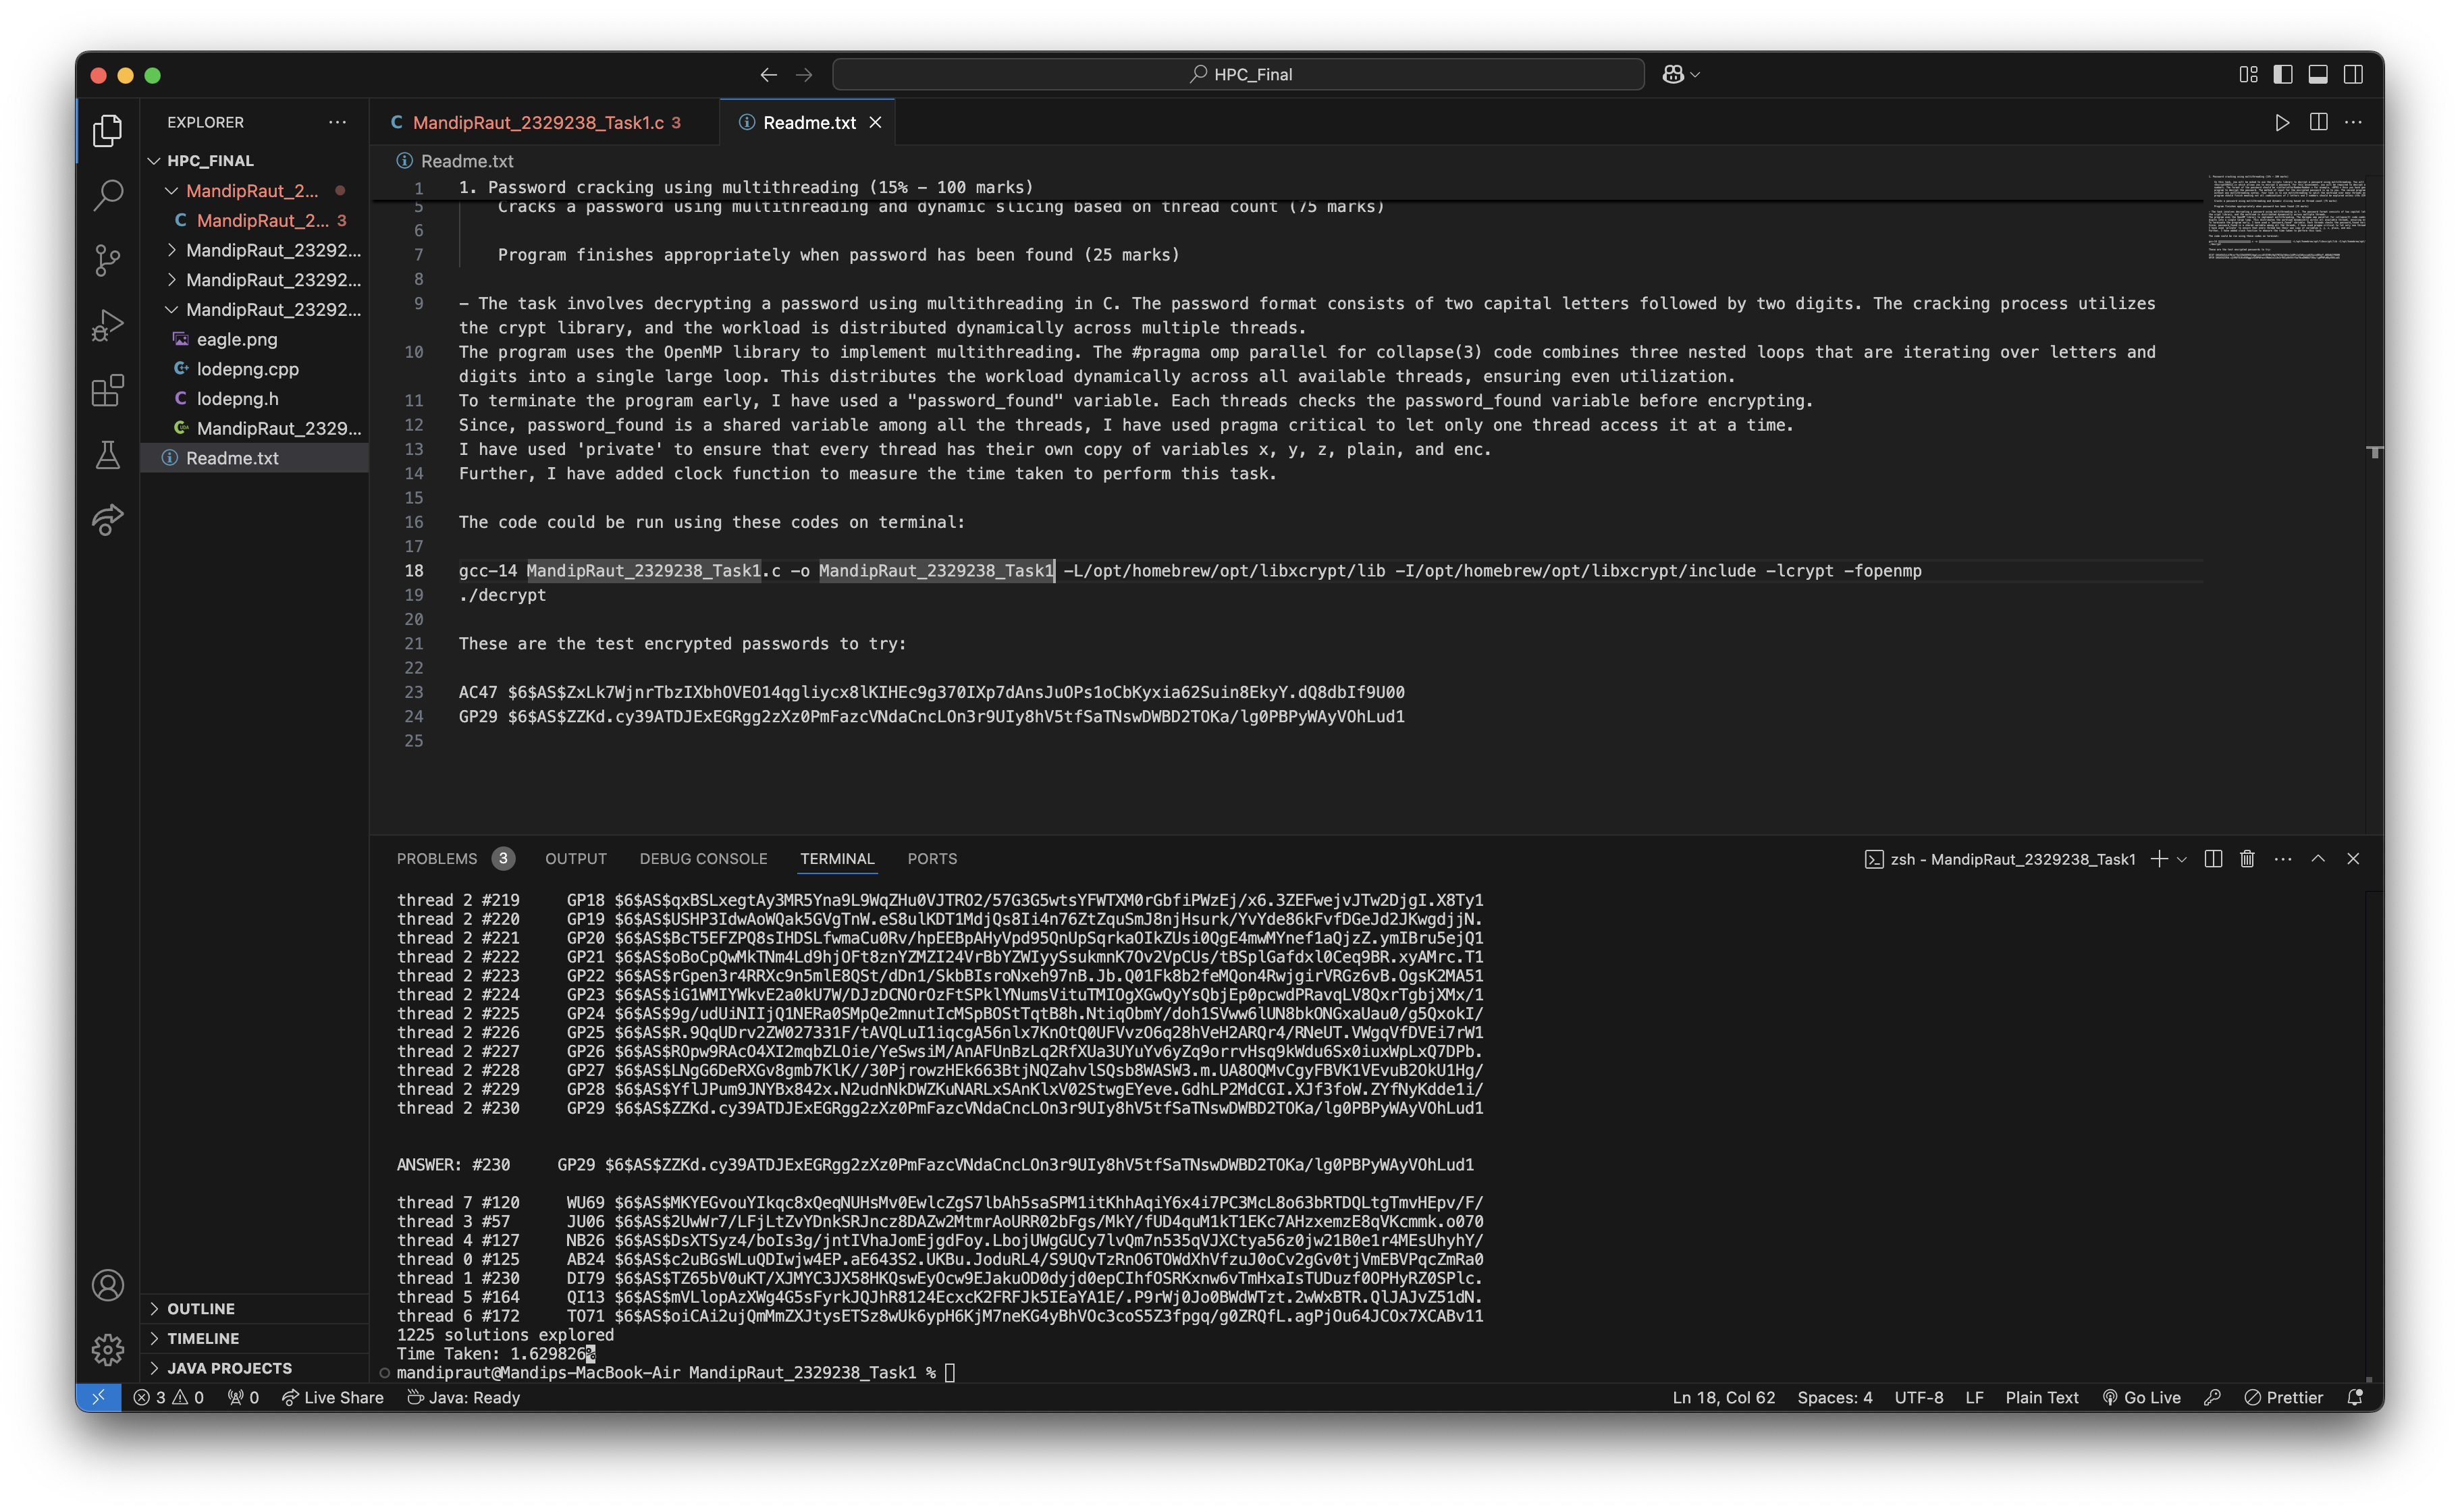 HPC_Final
EXPLORER
MandipRaut_2329238_Task1.c 3
Readme.txt
HPC_FINAL
MandipRaut_2...
MandipRaut_2... 3
MandipRaut_23292...
MandipRaut_23292...
MandipRaut_23292...
eagle.png
lodepng.cpp
lodepng.h
MandipRaut_2329...
Readme.txt
OUTLINE
TIMELINE
JAVA PROJECTS
Readme.txt
1 1. Password cracking using multithreading (15% – 100 marks)
5 Cracks a password using multithreading and dynamic slicing based on thread count (75 marks)
6
7 Program finishes appropriately when password has been found (25 marks)
8
9 – The task involves decrypting a password using multithreading in C. The password format consists of two capital letters followed by two digits. The cracking process utilizes
the crypt library, and the workload is distributed dynamically across multiple threads.
10 The program uses the OpenMP library to implement multithreading. The #pragma omp parallel for collapse(3) code combines three nested loops that are iterating over letters and
digits into a single large loop. This distributes the workload dynamically across all available threads, ensuring even utilization.
11 To terminate the program early, I have used a "password_found" variable. Each threads checks the password_found variable before encrypting.
12 Since, password_found is a shared variable among all the threads, I have used pragma critical to let only one thread access it at a time.
13 I have used 'private' to ensure that every thread has their own copy of variables x, y, z, plain, and enc.
14 Further, I have added clock function to measure the time taken to perform this task.
15
16 The code could be run using these codes on terminal:
17
18 gcc-14 MandipRaut_2329238_Task1.c -o MandipRaut_2329238_Task1 -L/opt/homebrew/opt/libxcrypt/lib -I/opt/homebrew/opt/libxcrypt/include -lcrypt -fopenmp
19 ./decrypt
20
21 These are the test encrypted passwords to try:
22
23 AC47 $6$AS$ZxLk7WjnrTbzIXbhOVEO14qgliycx8lKIHEc9g370IXp7dAnsJuOPs1oCbKyxia62Suin8EkyY.dQ8dbIf9U00
24 GP29 $6$AS$ZZKd.cy39ATDJExEGRgg2zXz0PmFazcVNdaCncLOn3r9UIy8hV5tfSaTNswDWBD2TOKa/lg0PBPyWAyVOhLud1
25
PROBLEMS 3 OUTPUT DEBUG CONSOLE TERMINAL PORTS
zsh - MandipRaut_2329238_Task1
thread 2 #219 GP18 $6$AS$qxBSLxegtAy3MR5Yna9L9WqZHu0VJTRO2/57G3G5wtsYFWTXM0rGbfiPWzEj/x6.3ZEFwejvJTw2DjgI.X8Ty1
thread 2 #220 GP19 $6$AS$USHP3IdwAoWQak5GVgTnW.eS8ulKDT1MdjQs8Ii4n76ZtZquSmJ8njHsurk/YvYde86kFvfDGeJd2JKwgdjjN.
thread 2 #221 GP20 $6$AS$BcT5EFZPQ8sIHDSLfwmaCu0Rv/hpEEBpAHyVpd95QnUpSqrkaOIkZUsi0QgE4mwMYnef1aQjzZ.ymIBru5ejQ1
thread 2 #222 GP21 $6$AS$oBoCpQwMkTNm4Ld9hjOFt8znYZMZI24VrBbYZWIyySsukmnK7Ov2VpCUs/tBSplGafdxl0Ceq9BR.xyAMrc.T1
thread 2 #223 GP22 $6$AS$rGpen3r4RRXc9n5mlE8QSt/dDn1/SkbBIsroNxeh97nB.Jb.Q01Fk8b2feMQon4RwjgirVRGz6vB.OgsK2MA51
thread 2 #224 GP23 $6$AS$iG1WMIYWkvE2a0kU7W/DJzDCNOrOzFtSPklYNumsVituTMIOgXGwQyYsQbjEp0pcwdPRavqLV8QxrTgbjXMx/1
thread 2 #225 GP24 $6$AS$9g/udUiNIIjQ1NERa0SMpQe2mnutIcMSpBOStTqtB8h.NtiqObmY/doh1SVww6lUN8bkONGxaUau0/g5QxokI/
thread 2 #226 GP25 $6$AS$R.9QqUDrv2ZW027331F/tAVQLuI1iqcgA56nlx7KnOtQ0UFVvzO6q28hVeH2ARQr4/RNeUT.VWgqVfDVEi7rW1
thread 2 #227 GP26 $6$AS$ROpw9RAcO4XI2mqbZLOie/YeSwsiM/AnAFUnBzLq2RfXUa3UYuYv6yZq9orrvHsq9kWdu6Sx0iuxWpLxQ7DPb.
thread 2 #228 GP27 $6$AS$LNgG6DeRXGv8gmb7KlK//30PjrowzHEk663BtjNQZahvlSQsb8WASW3.m.UA8OQMvCgyFBVK1VEvuB2OkU1Hg/
thread 2 #229 GP28 $6$AS$YflJPum9JNYBx842x.N2udnNkDWZKuNARLxSAnKlxV02StwgEYeve.GdhLP2MdCGI.XJf3foW.ZYfNyKdde1i/
thread 2 #230 GP29 $6$AS$ZZKd.cy39ATDJExEGRgg2zXz0PmFazcVNdaCncLOn3r9UIy8hV5tfSaTNswDWBD2TOKa/lg0PBPyWAyVOhLud1
ANSWER: #230 GP29 $6$AS$ZZKd.cy39ATDJExEGRgg2zXz0PmFazcVNdaCncLOn3r9UIy8hV5tfSaTNswDWBD2TOKa/lg0PBPyWAyVOhLud1
thread 7 #120 WU69 $6$AS$MKYEGvouYIkqc8xQeqNUHsMv0EwlcZgS7lbAh5saSPM1itKhhAqiY6x4i7PC3McL8o63bRTDQLtgTmvHEpv/F/
thread 3 #57 JU06 $6$AS$2UwWr7/LFjLtZvYDnkSRJncz8DAZw2MtmrAoURR02bFgs/MkY/fUD4quM1kT1EKc7AHzxemzE8qVKcmmk.o070
thread 4 #127 NB26 $6$AS$DsXTSyz4/boIs3g/jntIVhaJomEjgdFoy.LbojUWgGUCy7lvQm7n535qVJXCtya56z0jw21B0e1r4MEsUhyhY/
thread 0 #125 AB24 $6$AS$c2uBGsWLuQDIwjw4EP.aE643S2.UKBu.JoduRL4/S9UQvTzRnO6TOWdXhVfzuJ0oCv2gGv0tjVmEBVPqcZmRa0
thread 1 #230 DI79 $6$AS$TZ65bV0uKT/XJMYC3JX58HKQswEyOcw9EJakuOD0dyjd0epCIhfOSRKxnw6vTmHxaIsTUDuzf0OPHyRZ0SPlc.
thread 5 #164 QI13 $6$AS$mVLlopAzXWg4G5sFyrkJQJhR8124EcxcK2FRFJk5IEaYA1E/.P9rWj0Jo0BWdWTzt.2wWxBTR.QlJAJvZ51dN.
thread 6 #172 TO71 $6$AS$oiCAi2ujQmMmZXJtysETSz8wUk6ypH6KjM7neKG4yBhVOc3coS5Z3fpgq/g0ZRQfL.agPjOu64JCOx7XCABv11
1225 solutions explored
Time Taken: 1.629826%
mandipraut@Mandips-MacBook-Air MandipRaut_2329238_Task1 %
3 0 0 Live Share Java: Ready
Ln 18, Col 62 Spaces: 4 UTF-8 LF Plain Text Go Live Prettier